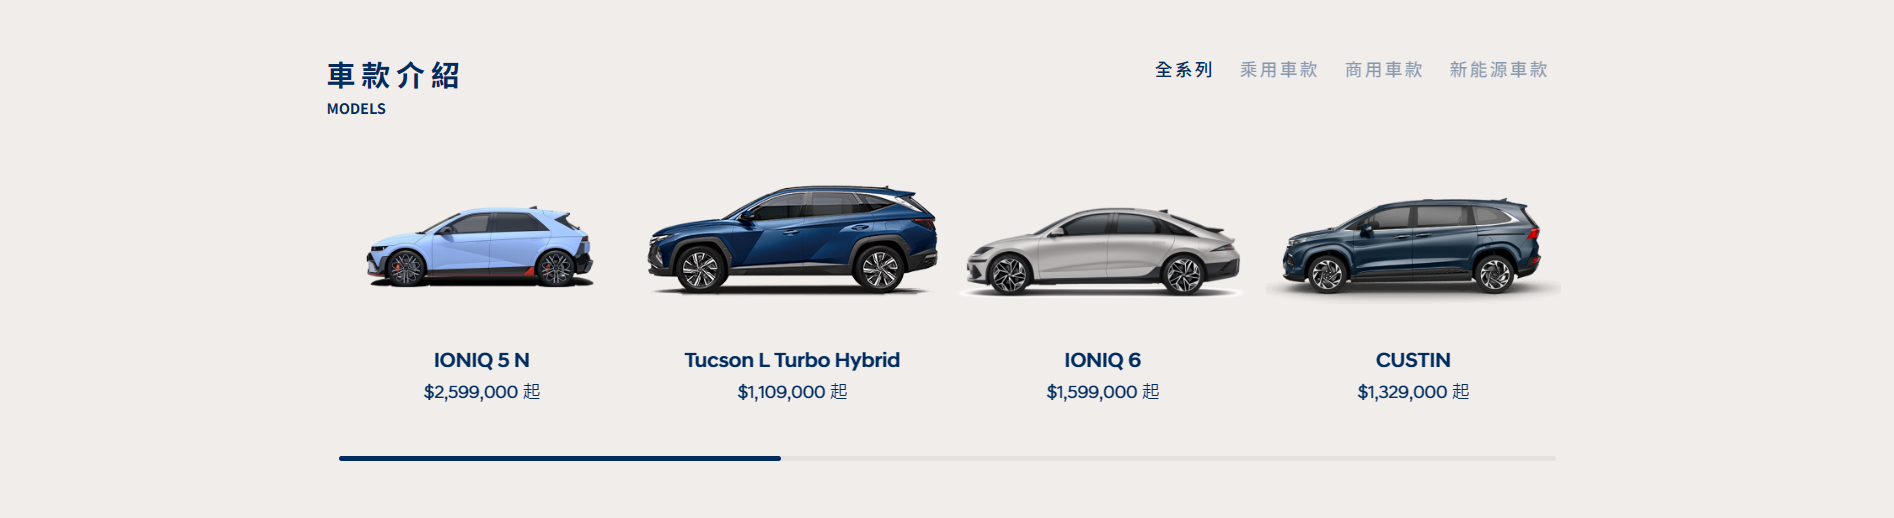 車款介紹
MODELS
全系列 乘用車款 商用車款 新能源車款
IONIQ 5 N
$2,599,000 起
Tucson L Turbo Hybrid
$1,109,000 起
IONIQ 6
$1,599,000 起
CUSTIN
$1,329,000 起